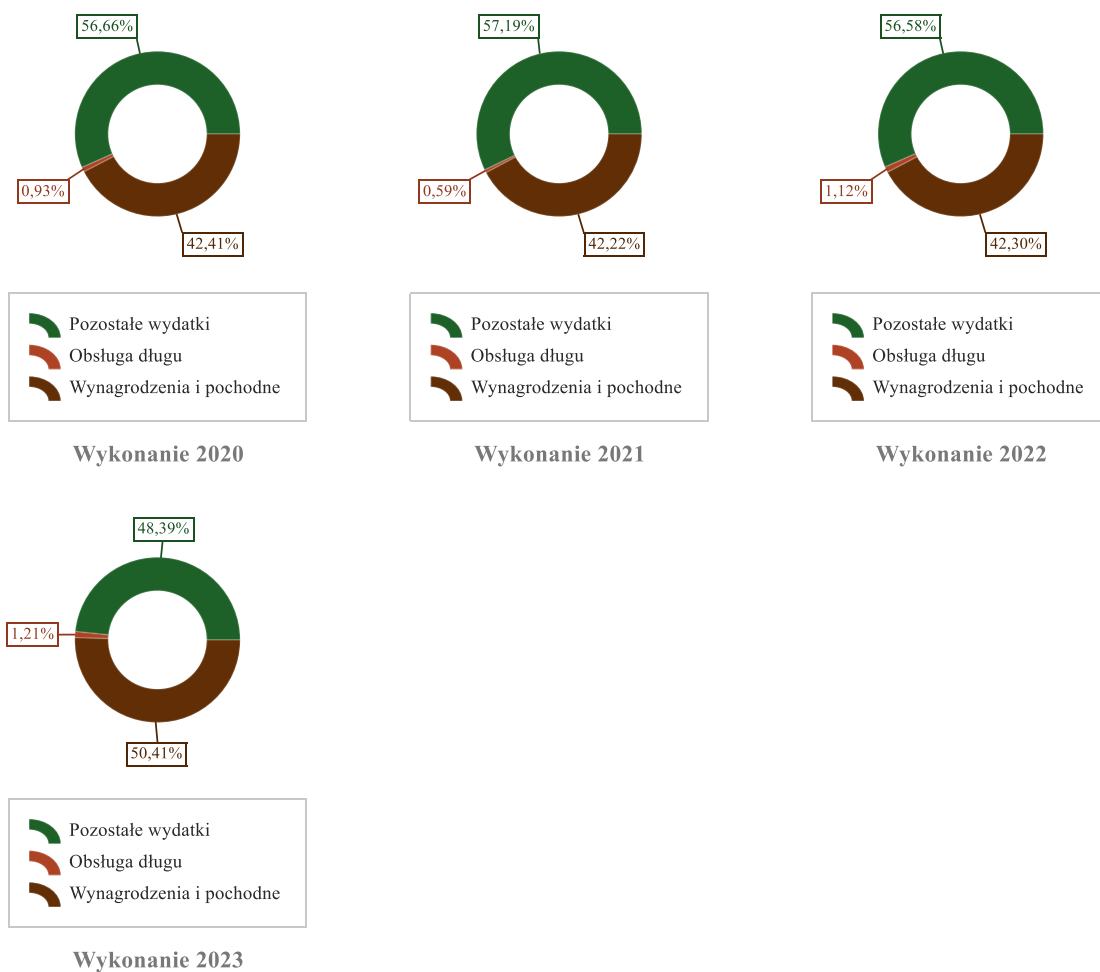 56,66%
0,93%
42,41%
Pozostałe wydatki
Obsługa długu
Wynagrodzenia i pochodne
Wykonanie 2020
57,19%
0,59%
42,22%
Pozostałe wydatki
Obsługa długu
Wynagrodzenia i pochodne
Wykonanie 2021
56,58%
1,12%
42,30%
Pozostałe wydatki
Obsługa długu
Wynagrodzenia i pochodne
Wykonanie 2022
48,39%
1,21%
50,41%
Pozostałe wydatki
Obsługa długu
Wynagrodzenia i pochodne
Wykonanie 2023